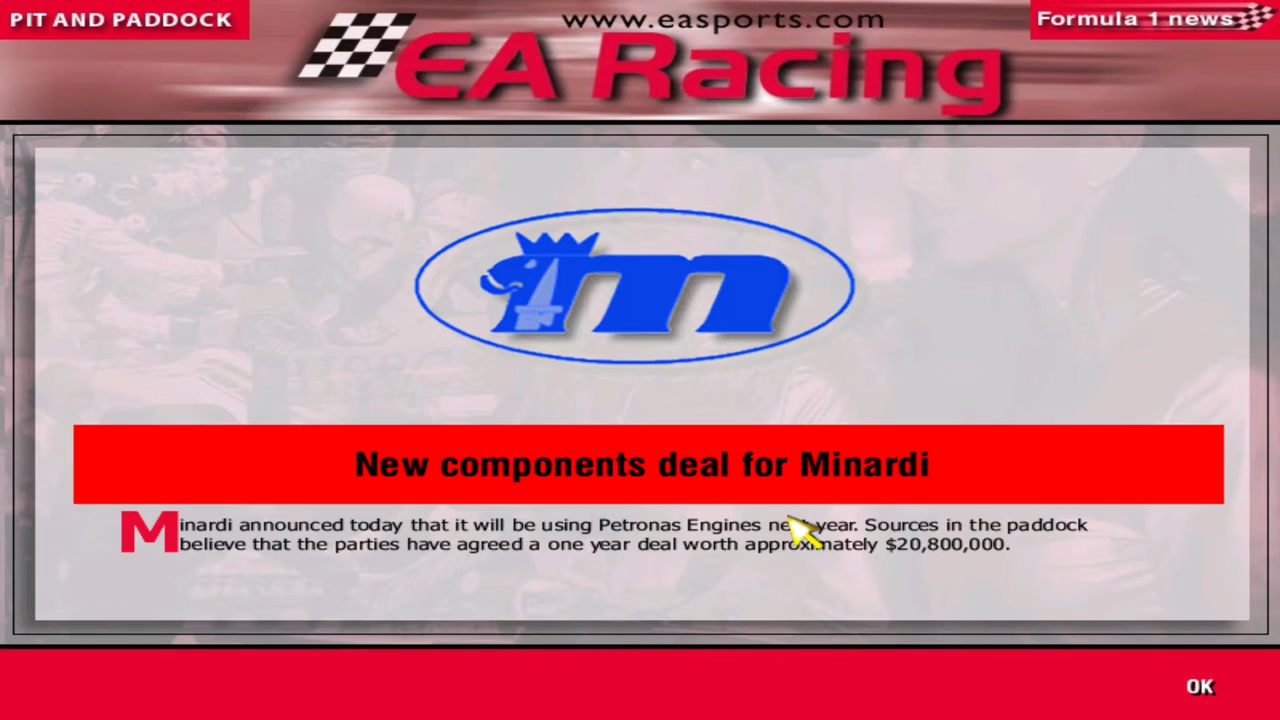 PIT AND PADDOCK
www.easports.com
Formula 1 news
EA Racing
m
New components deal for Minardi
Minardi announced today that it will be using Petronas Engines next year. Sources in the paddock
believe that the parties have agreed a one year deal worth approximately $20,800,000.
OK